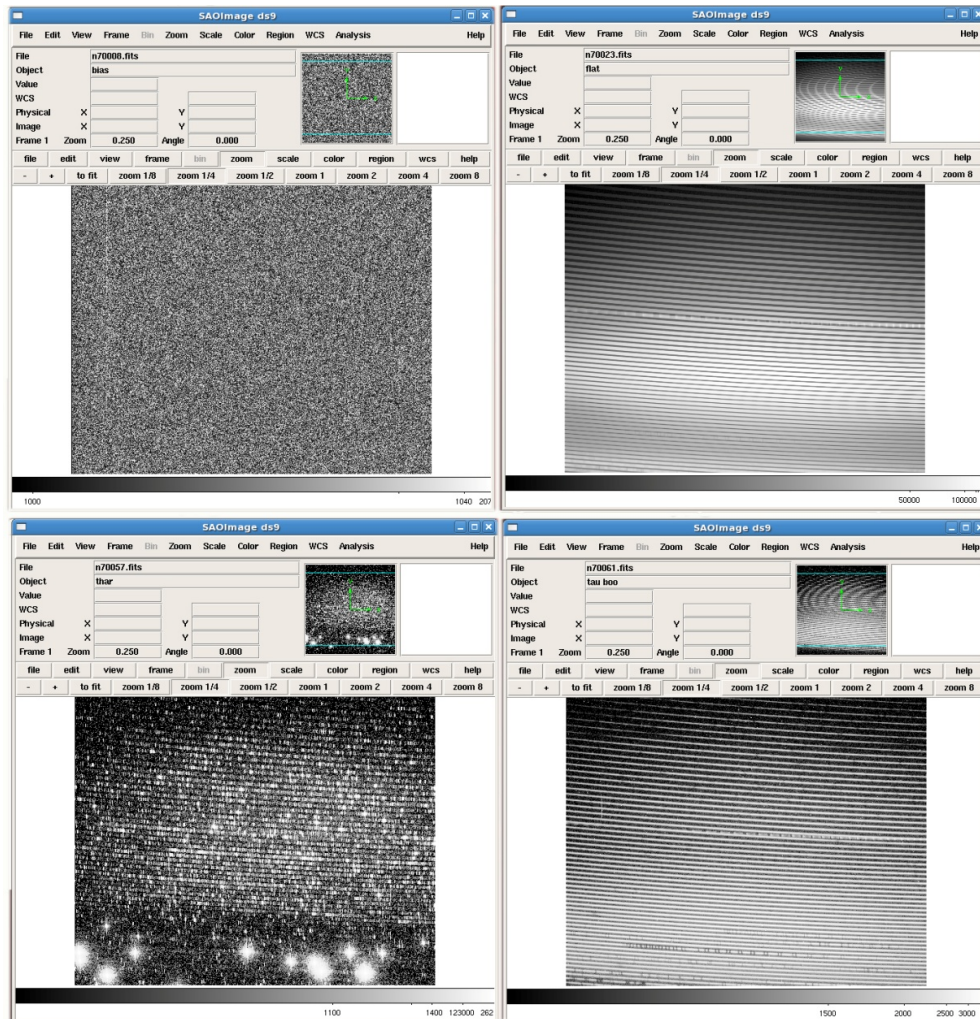 SAOImage ds9
File Edit View Frame Bin Zoom Scale Color Region WCS Analysis Help
File n70008.fits
Object bias
Value
WCS
Physical X Y
Image X Y
Frame 1 Zoom 0.250 Angle 0.000
file edit view frame bin zoom scale color region wcs help
- + to fit zoom 1/8 zoom 1/4 zoom 1/2 zoom 1 zoom 2 zoom 4 zoom 8
1000 1040 207
SAOImage ds9
File Edit View Frame Bin Zoom Scale Color Region WCS Analysis Help
File n70023.fits
Object flat
Value
WCS
Physical X Y
Image X Y
Frame 1 Zoom 0.250 Angle 0.000
file edit view frame bin zoom scale color region wcs help
- + to fit zoom 1/8 zoom 1/4 zoom 1/2 zoom 1 zoom 2 zoom 4 zoom 8
50000 100000
SAOImage ds9
File Edit View Frame Bin Zoom Scale Color Region WCS Analysis Help
File n70057.fits
Object thar
Value
WCS
Physical X Y
Image X Y
Frame 1 Zoom 0.250 Angle 0.000
file edit view frame bin zoom scale color region wcs help
- + to fit zoom 1/8 zoom 1/4 zoom 1/2 zoom 1 zoom 2 zoom 4 zoom 8
1100 1400 123000 262
SAOImage ds9
File Edit View Frame Bin Zoom Scale Color Region WCS Analysis Help
File n70061.fits
Object tau boo
Value
WCS
Physical X Y
Image X Y
Frame 1 Zoom 0.250 Angle 0.000
file edit view frame bin zoom scale color region wcs help
- + to fit zoom 1/8 zoom 1/4 zoom 1/2 zoom 1 zoom 2 zoom 4 zoom 8
1500 2000 2500 3000